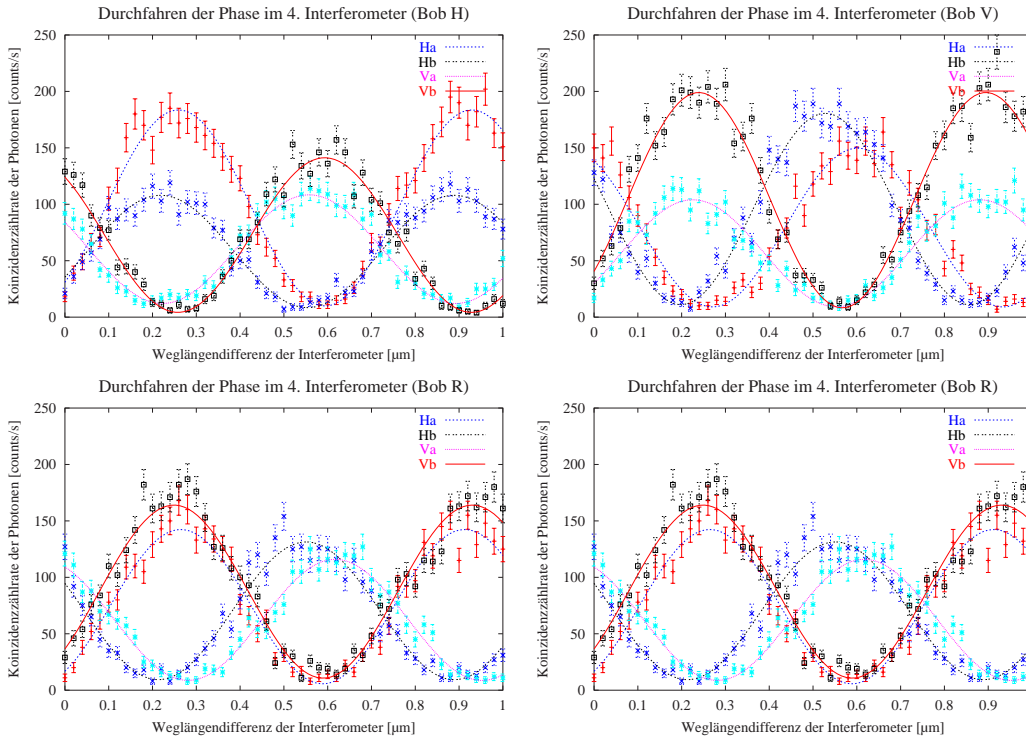 Durchfahren der Phase im 4. Interferometer (Bob H)
Koinzidenzzählrate der Photonen [counts/s]
250
200
150
100
50
0
Ha
Hb
Va
Vb
0 0.1 0.2 0.3 0.4 0.5 0.6 0.7 0.8 0.9 1
Weglängendifferenz der Interferometer [µm]
Durchfahren der Phase im 4. Interferometer (Bob V)
Koinzidenzzählrate der Photonen [counts/s]
250
200
150
100
50
0
Ha
Hb
Va
Vb
0 0.1 0.2 0.3 0.4 0.5 0.6 0.7 0.8 0.9
Weglängendifferenz der Interferometer [µm]
Durchfahren der Phase im 4. Interferometer (Bob R)
Koinzidenzzählrate der Photonen [counts/s]
250
200
150
100
50
0
Ha
Hb
Va
Vb
0 0.1 0.2 0.3 0.4 0.5 0.6 0.7 0.8 0.9 1
Weglängendifferenz der Interferometer [µm]
Durchfahren der Phase im 4. Interferometer (Bob R)
Koinzidenzzählrate der Photonen [counts/s]
250
200
150
100
50
0
Ha
Hb
Va
Vb
0 0.1 0.2 0.3 0.4 0.5 0.6 0.7 0.8 0.9
Weglängendifferenz der Interferometer [µm]